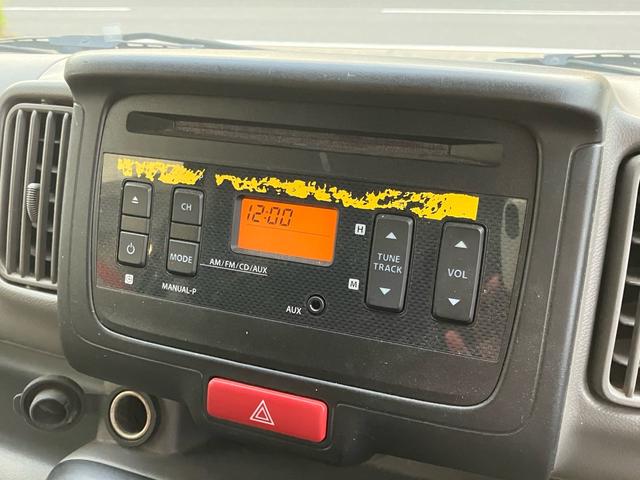 12:00
CH
H
TUNE
TRACK
VOL
MODE
AM/FM/CD/AUX
S
MANUAL-P
M
AUX